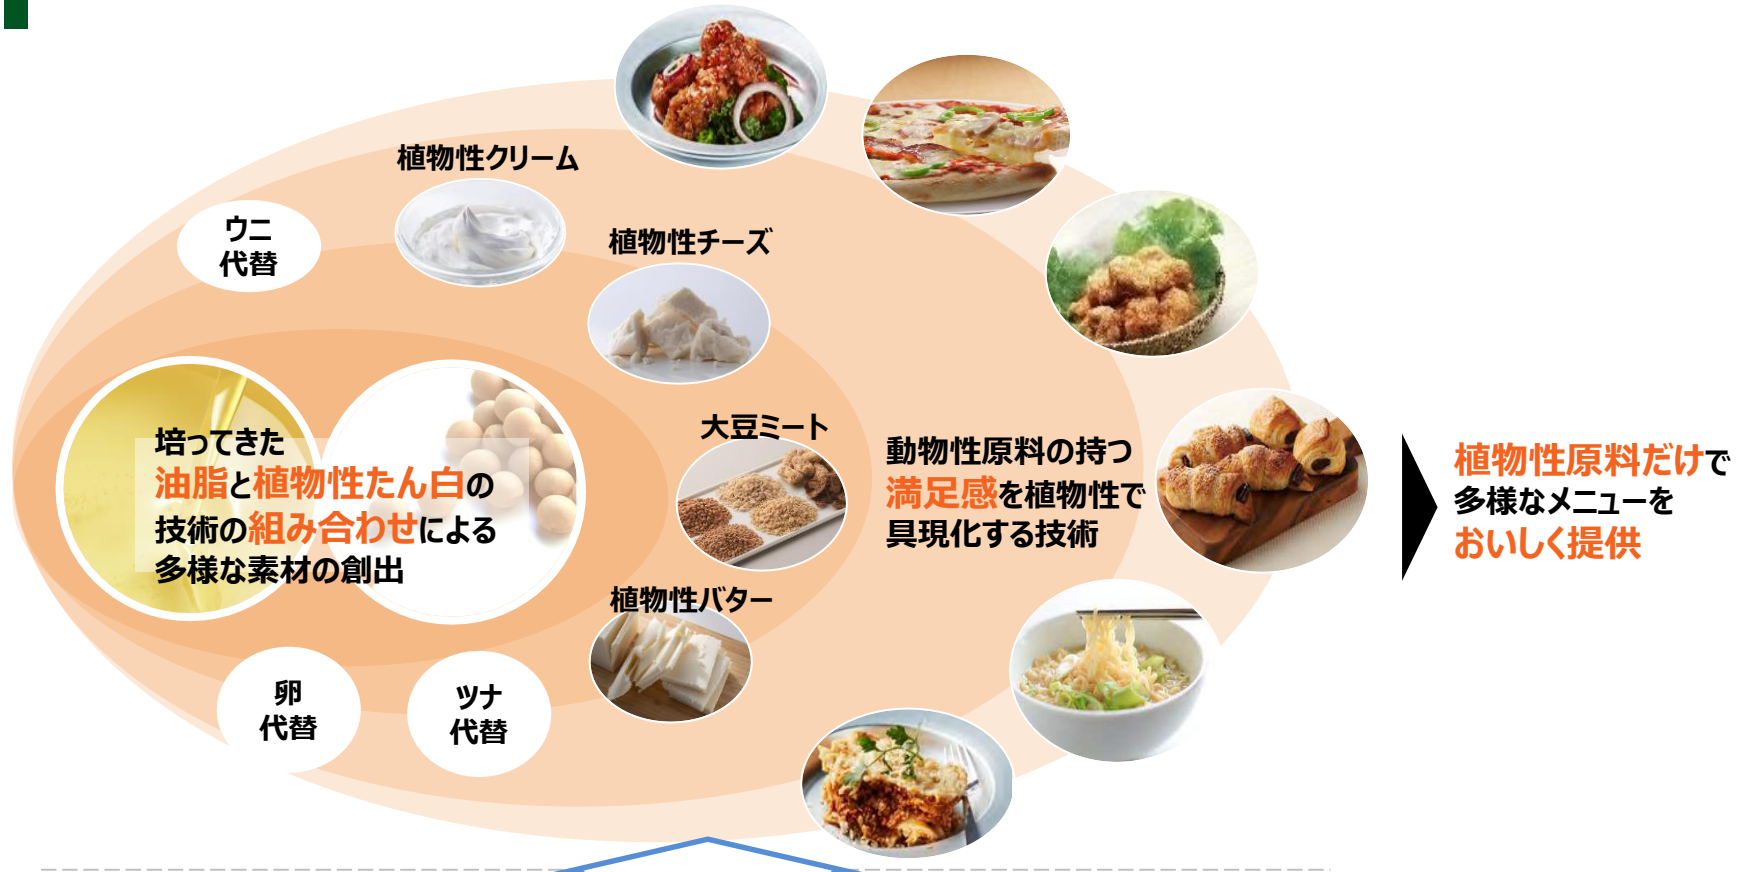 植物性クリーム
ウニ
代替
植物性チーズ
大豆ミート
培ってきた
油脂と植物性たん白の
技術の組み合わせによる
多様な素材の創出
動物性原料の持つ
満足感を植物性で
具現化する技術
植物性原料だけで
多様なメニューを
おいしく提供
植物性バター
卵
代替
ツナ
代替